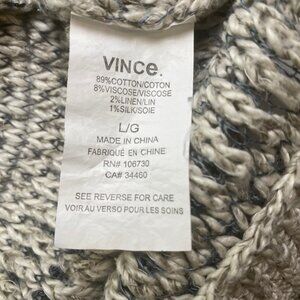 VINCe.
89%COTTON/COTON
8%VISCOSE/VISCOSE
2%LINEN/LIN
1%SILK/SOIE
L/G
MADE IN CHINA
FABRIQUÉ EN CHINE
RN# 106730
CA# 34460
SEE REVERSE FOR CARE
VOIR AU VERSO POUR LES SOINS